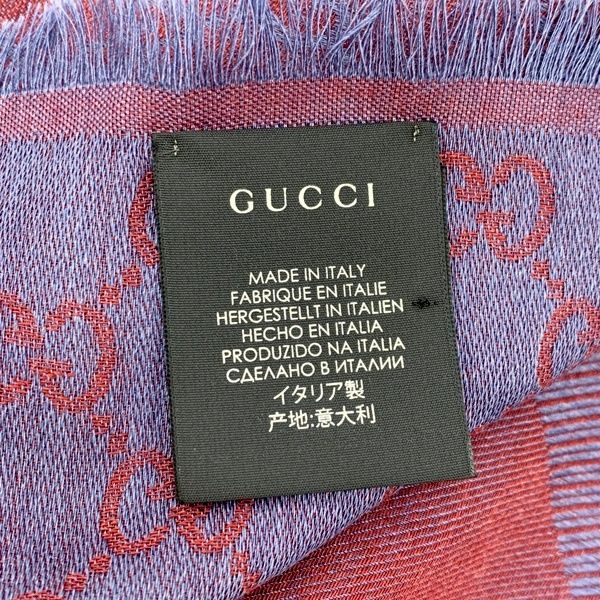 GUCCI
MADE IN ITALY
FABRIQUE EN ITALIE
HERGESTELLT IN ITALIEN
HECHO EN ITALIA
PRODUZIDO NA ITALIA
СДЕЛАНО В ИТАЛИИ
イタリア製
产地:意大利